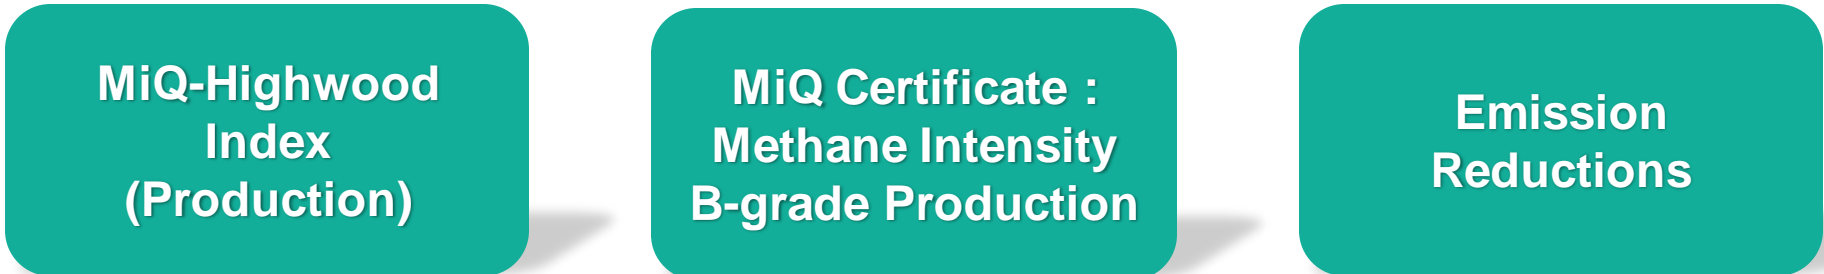 MiQ-Highwood
Index
(Production)
MiQ Certificate :
Methane Intensity
B-grade Production
Emission
Reductions